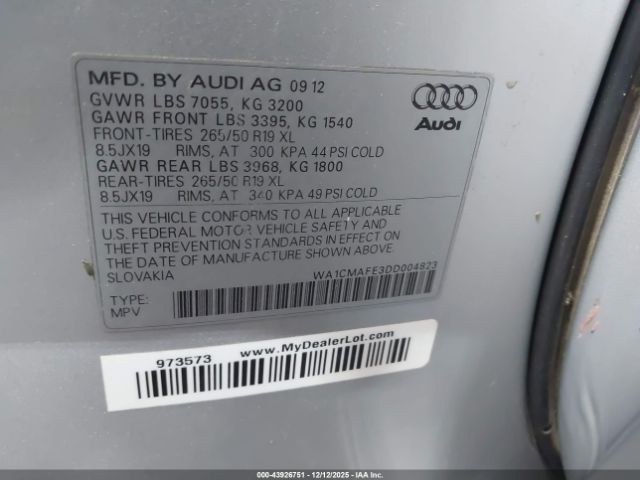 MFD. BY AUDI AG 09 12
GVWR LBS 7055, KG 3200
GAWR FRONT LBS 3395, KG 1540
FRONT-TIRES 265/50 R19 XL
8.5JX19 RIMS, AT 300 KPA 44 PSI COLD
GAWR REAR LBS 3968, KG 1800
REAR-TIRES 265/50 R19 XL
8.5JX19 RIMS, AT 340 KPA 49 PSI COLD
THIS VEHICLE CONFORMS TO ALL APPLICABLE
U.S. FEDERAL MOTOR VEHICLE SAFETY AND
THEFT PREVENTION STANDARDS IN EFFECT ON
THE DATE OF MANUFACTURE SHOWN ABOVE
SLOVAKIA WA1CMAFE3DD004823
TYPE:
MPV
Audi
973573 www.MyDealerLot.com
000-43926751 - 12/12/2025 - IAAI.COM